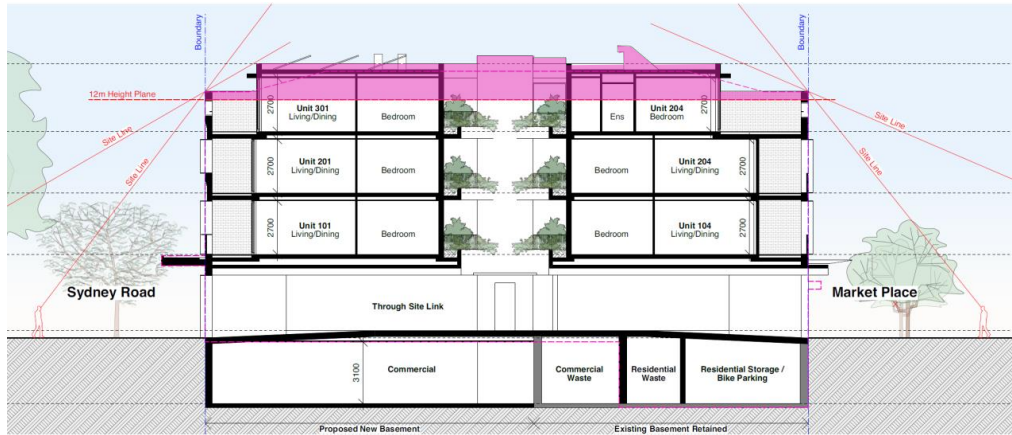 Boundary
Boundary
12m Height Plane
2700
Unit 301
Living/Dining
Bedroom
Ens
Unit 204
Bedroom
2700
Site Line
Site Line
Site Line
Site Line
2700
Unit 201
Living/Dining
Bedroom
Bedroom
Unit 204
Living/Dining
2700
2700
Unit 101
Living/Dining
Bedroom
Bedroom
Unit 104
Living/Dining
2700
Sydney Road
Through Site Link
Market Place
3100
Commercial
Commercial
Waste
Residential
Waste
Residential Storage /
Bike Parking
Proposed New Basement
Existing Basement Retained